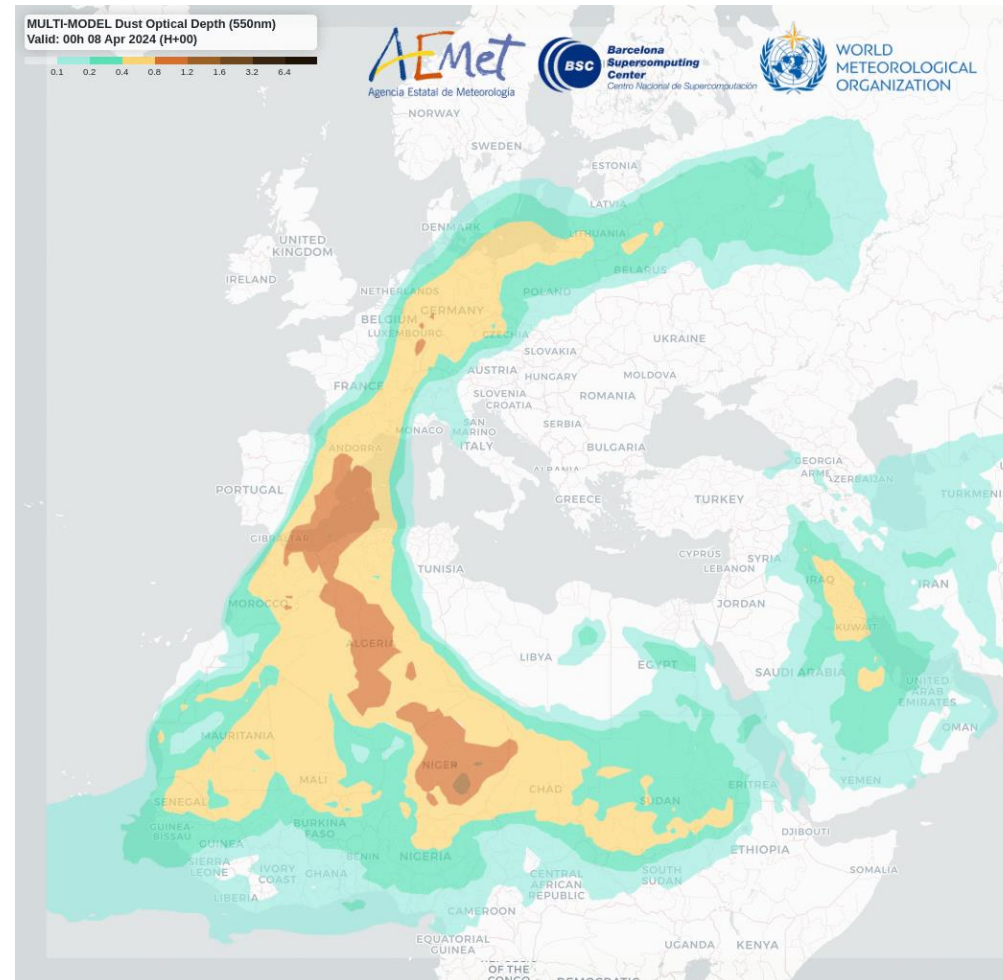 MULTI-MODEL Dust Optical Depth (550nm)
Valid: 00h 08 Apr 2024 (H+00)
0.1 0.2 0.4 0.8 1.2 1.6 3.2 6.4
AEMet
Agencia Estatal de Meteorología
BSC
Barcelona
Supercomputing
Center
Centro Nacional de Supercomputación
WORLD
METEOROLOGICAL
ORGANIZATION
NORWAY
SWEDEN
ESTONIA
LATVIA
DENMARK
LITHUANIA
UNITED
KINGDOM
IRELAND
BELARUS
NETHERLANDS
POLAND
GERMANY
BELGIUM
LUXEMBOURG
CZECHIA
UKRAINE
SLOVAKIA
AUSTRIA
HUNGARY
MOLDOVA
FRANCE
SLOVENIA
CROATIA
ROMANIA
SAN
MARINO
MONACO
SERBIA
ITALY
ANDORRA
BULGARIA
ALBANIA
GEORGIA
AZERBAIJAN
PORTUGAL
GREECE
TURKEY
TURKMENI
GIBRALTAR
CYPRUS
SYRIA
LEBANON
TUNISIA
IRAQ
IRAN
MOROCCO
JORDAN
KUWAIT
ALGERIA
LIBYA
EGYPT
SAUDI ARABIA
UNITED
ARAB
EMIRATES
OMAN
MAURITANIA
NIGER
MALI
CHAD
YEMEN
ERITREA
SENEGAL
SUDAN
GUINEA-
BISSAU
BURKINA
FASO
DJIBOUTI
GUINEA
BENIN
NIGERIA
ETHIOPIA
SIERRA
LEONE
IVORY
COAST
GHANA
CENTRAL
AFRICAN
REPUBLIC
SOUTH
SUDAN
SOMALIA
LIBERIA
CAMEROON
EQUATORIAL
GUINEA
UGANDA
KENYA
OF THE